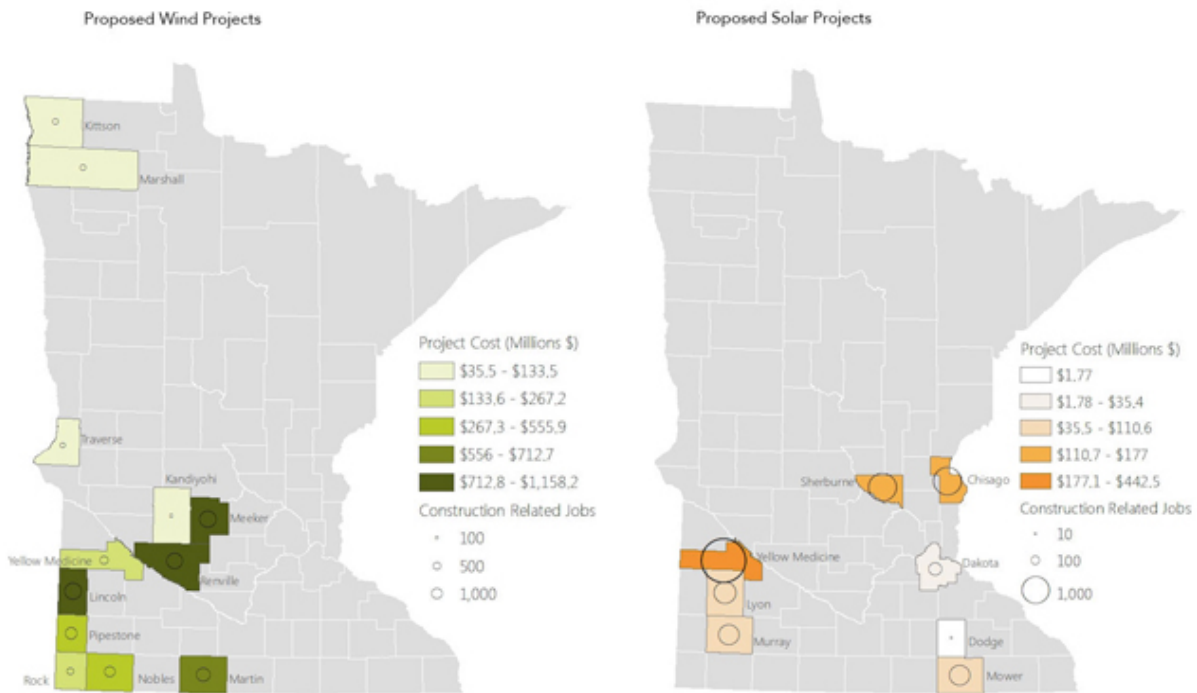 Proposed Wind Projects
Kittson
Marshall
Traverse
Kandiyohi
Meeker
Yellow Medicine
Renville
Lincoln
Pipestone
Rock
Nobles
Martin
Project Cost (Millions $)
$35.5 - $133.5
$133.6 - $267.2
$267.3 - $555.9
$556 - $712.7
$712.8 - $1,158.2
Construction Related Jobs
100
500
1,000
Proposed Solar Projects
Sherburne
Chisago
Yellow Medicine
Dakota
Lyon
Murray
Dodge
Mower
Project Cost (Millions $)
$1.77
$1.78 - $35.4
$35.5 - $110.6
$110.7 - $177
$177.1 - $442.5
Construction Related Jobs
10
100
1,000